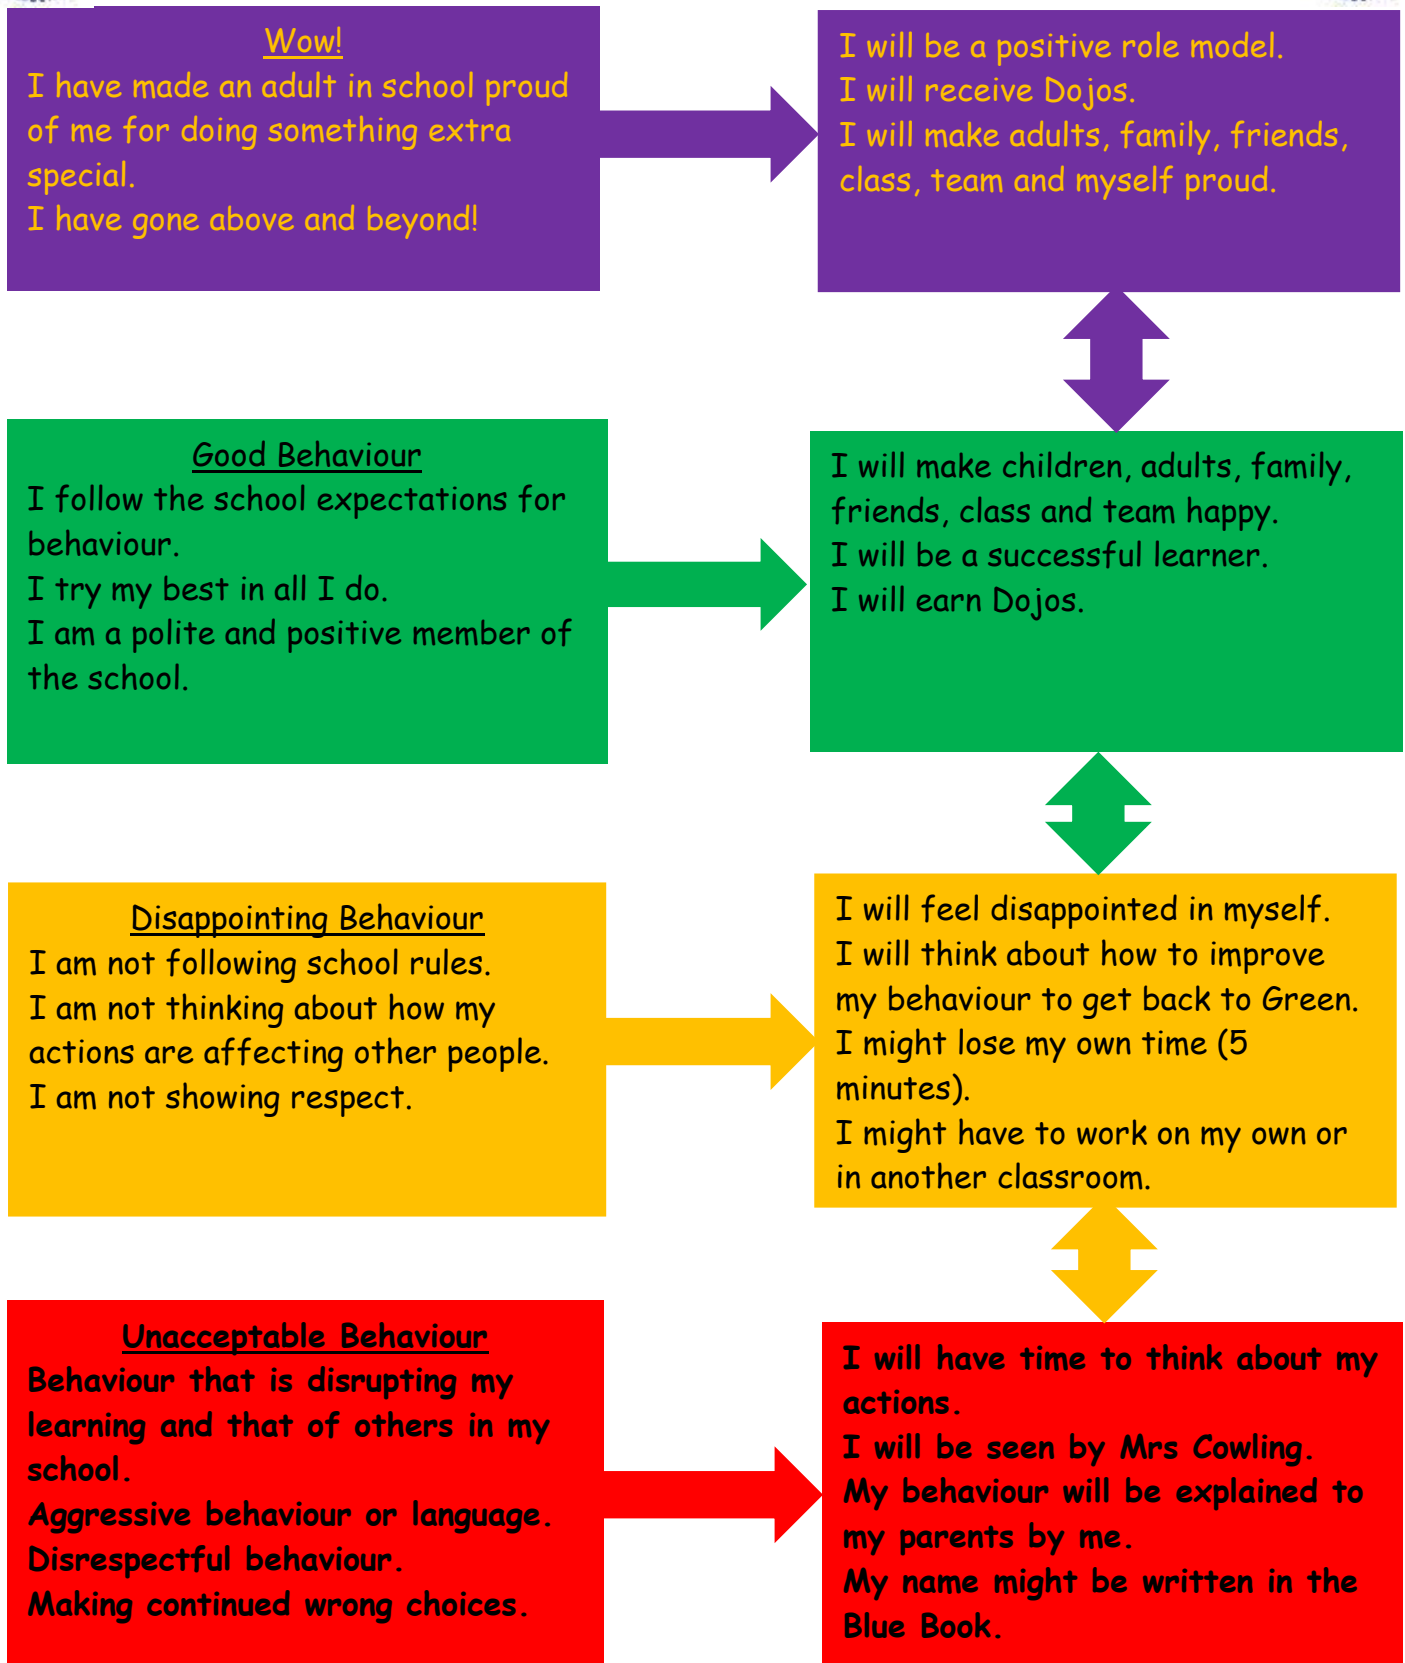 Wow!
I have made an adult in school proud
of me for doing something extra
special.
I have gone above and beyond!
I will be a positive role model.
I will receive Dojos.
I will make adults, family, friends,
class, team and myself proud.
Good Behaviour
I follow the school expectations for
behaviour.
I try my best in all I do.
I am a polite and positive member of
the school.
I will make children, adults, family,
friends, class and team happy.
I will be a successful learner.
I will earn Dojos.
Disappointing Behaviour
I am not following school rules.
I am not thinking about how my
actions are affecting other people.
I am not showing respect.
I will feel disappointed in myself.
I will think about how to improve
my behaviour to get back to Green.
I might lose my own time (5
minutes).
I might have to work on my own or
in another classroom.
Unacceptable Behaviour
Behaviour that is disrupting my
learning and that of others in my
school.
Aggressive behaviour or language.
Disrespectful behaviour.
Making continued wrong choices.
I will have time to think about my
actions.
I will be seen by Mrs Cowling.
My behaviour will be explained to
my parents by me.
My name might be written in the
Blue Book.